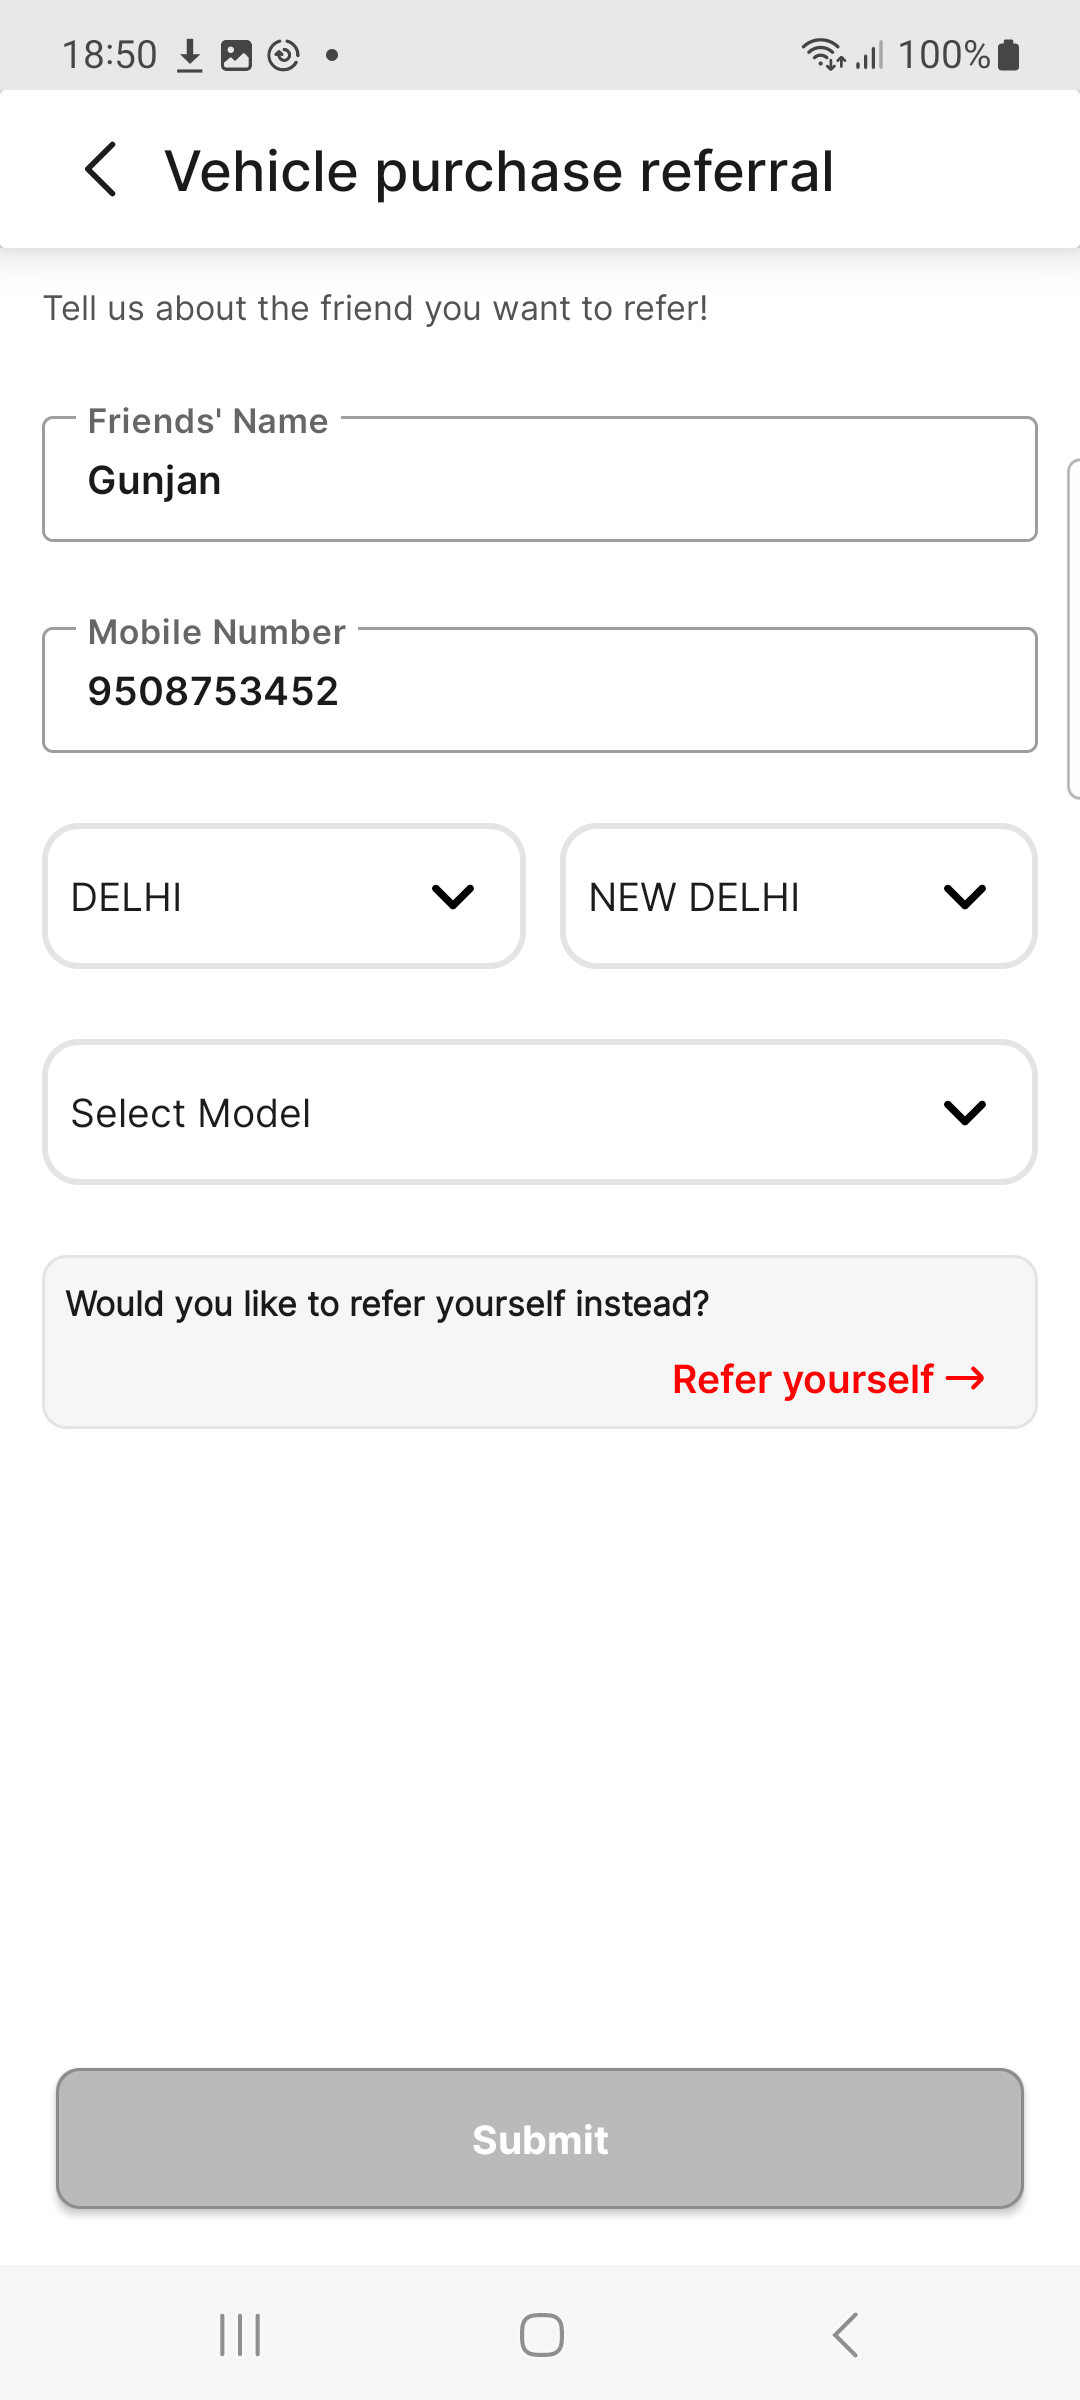 18:50
100%
Vehicle purchase referral
Tell us about the friend you want to refer!
Friends' Name
Gunjan
Mobile Number
9508753452
DELHI
NEW DELHI
Select Model
Would you like to refer yourself instead?
Refer yourself →
Submit